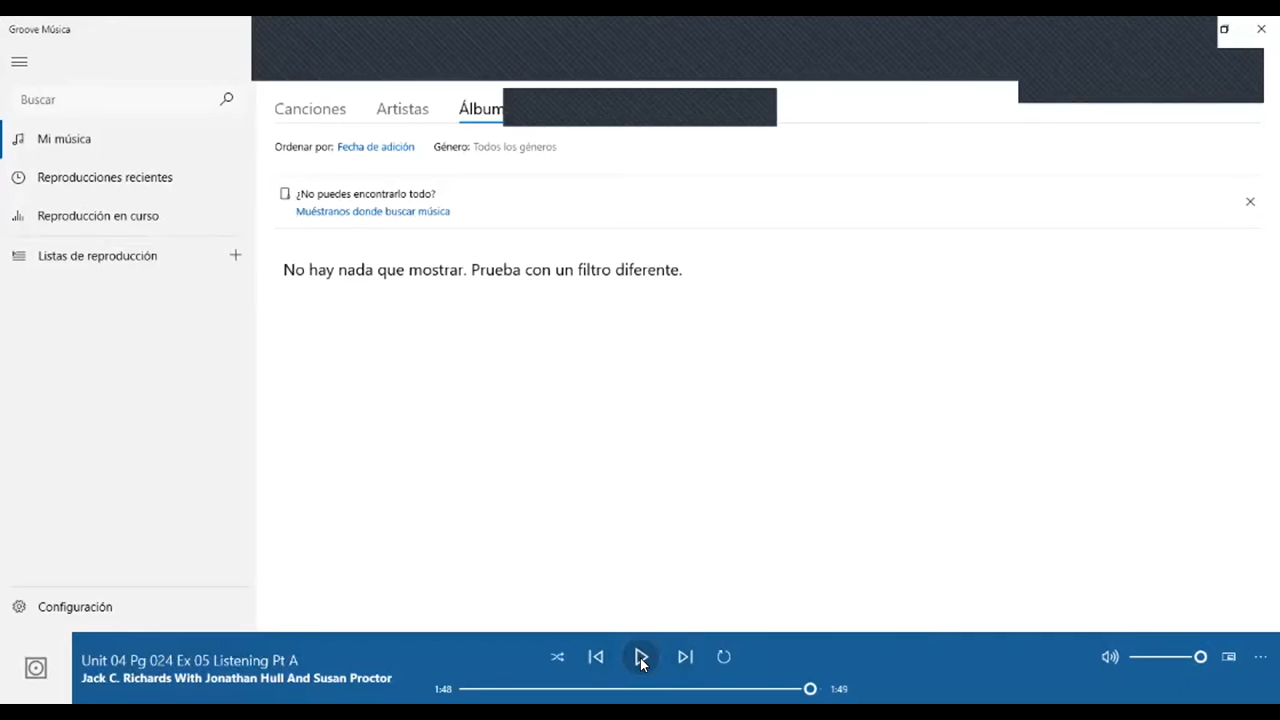 Groove Música
Buscar
Mi música
Reproducciones recientes
Reproducción en curso
Listas de reproducción
Configuración
Canciones Artistas Álbum
Ordenar por: Fecha de adición Género: Todos los géneros
¿No puedes encontrarlo todo?
Muéstranos donde buscar música
No hay nada que mostrar. Prueba con un filtro diferente.
Unit 04 Pg 024 Ex 05 Listening Pt A
Jack C. Richards With Jonathan Hull And Susan Proctor
1:48 1:49